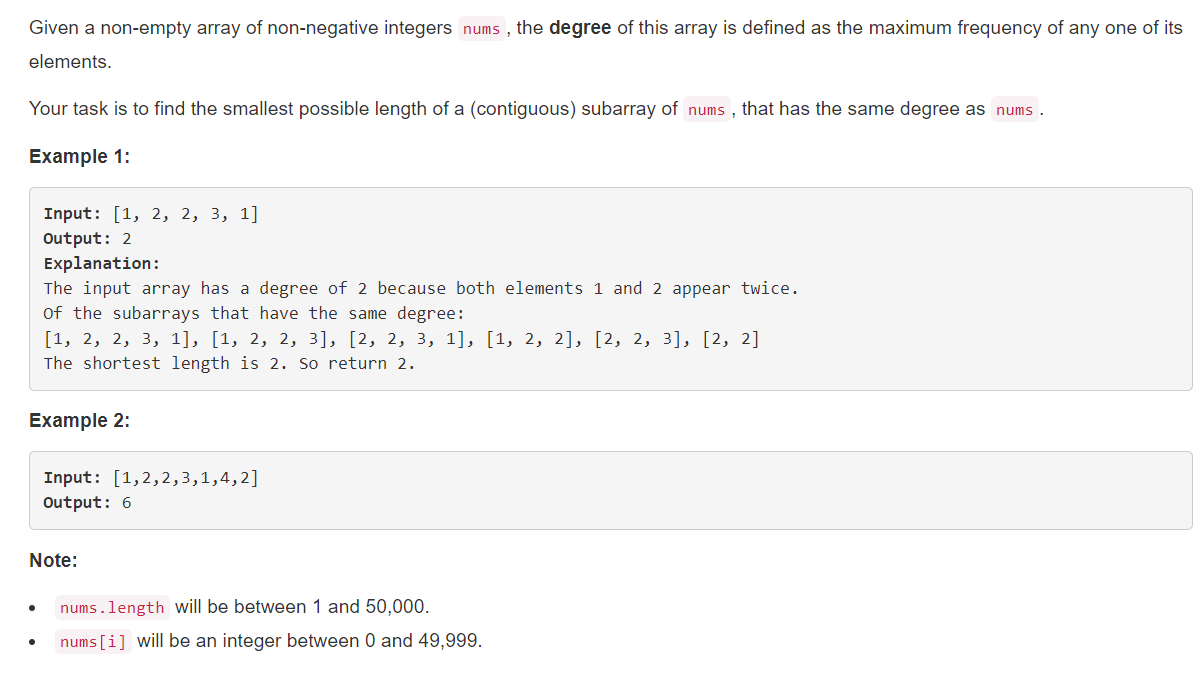 Given a non-empty array of non-negative integers nums , the degree of this array is defined as the maximum frequency of any one of its
elements.
Your task is to find the smallest possible length of a (contiguous) subarray of nums , that has the same degree as nums .
Example 1:
Input: [1, 2, 2, 3, 1]
Output: 2
Explanation:
The input array has a degree of 2 because both elements 1 and 2 appear twice.
Of the subarrays that have the same degree:
[1, 2, 2, 3, 1], [1, 2, 2, 3], [2, 2, 3, 1], [1, 2, 2], [2, 2, 3], [2, 2]
The shortest length is 2. So return 2.
Example 2:
Input: [1,2,2,3,1,4,2]
Output: 6
Note:
• nums.length will be between 1 and 50,000.
• nums[i] will be an integer between 0 and 49,999.